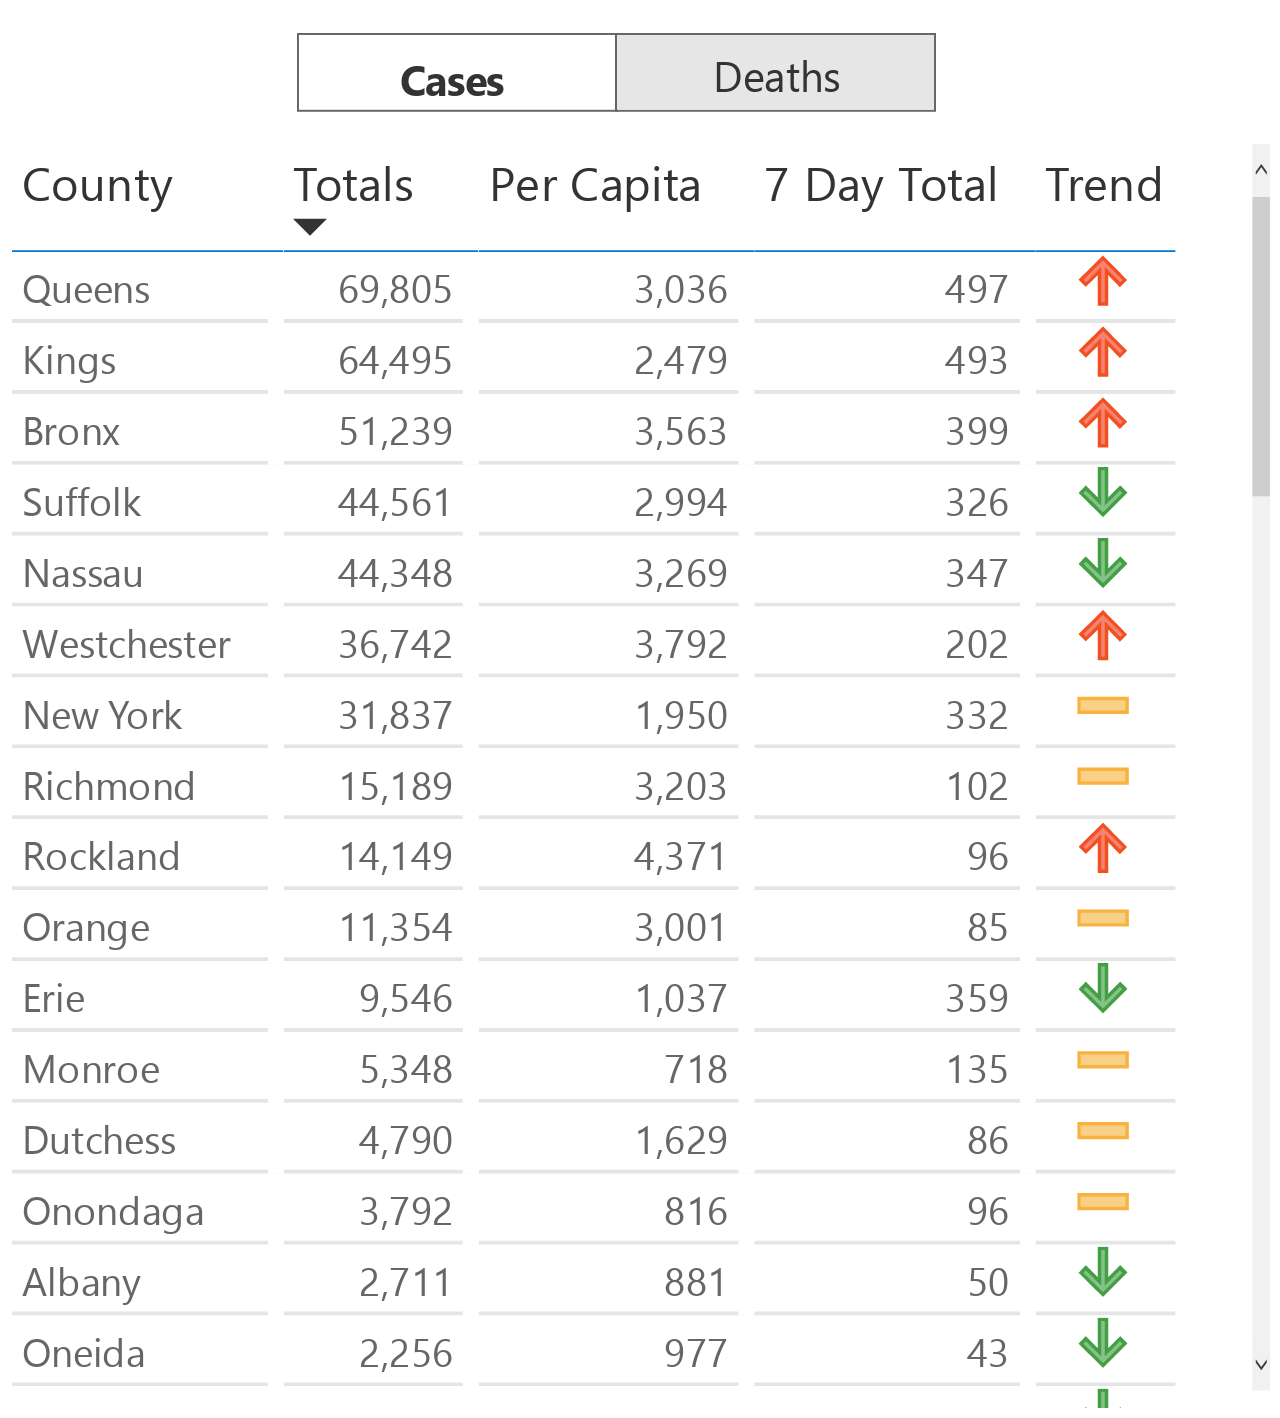 Cases Deaths
County Totals Per Capita 7 Day Total Trend
Queens 69,805 3,036 497
Kings 64,495 2,479 493
Bronx 51,239 3,563 399
Suffolk 44,561 2,994 326
Nassau 44,348 3,269 347
Westchester 36,742 3,792 202
New York 31,837 1,950 332
Richmond 15,189 3,203 102
Rockland 14,149 4,371 96
Orange 11,354 3,001 85
Erie 9,546 1,037 359
Monroe 5,348 718 135
Dutchess 4,790 1,629 86
Onondaga 3,792 816 96
Albany 2,711 881 50
Oneida 2,256 977 43